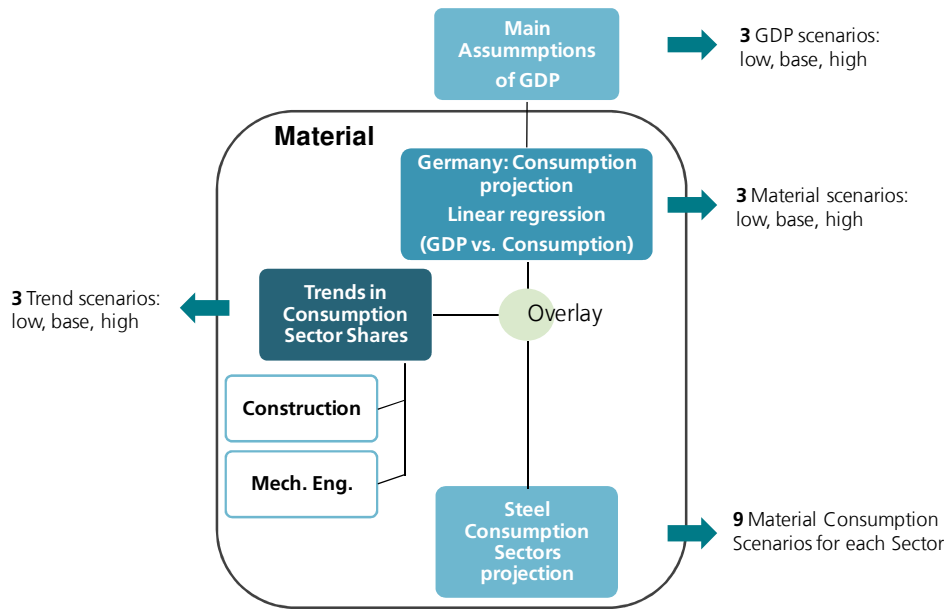 Main
Assummptions
of GDP
3 GDP scenarios:
low, base, high
Material
Germany: Consumption
projection
Linear regression
(GDP vs. Consumption)
3 Material scenarios:
low, base, high
3 Trend scenarios:
low, base, high
Trends in
Consumption
Sector Shares
Overlay
Construction
Mech. Eng.
Steel
Consumption
Sectors
projection
9 Material Consumption
Scenarios for each Sector